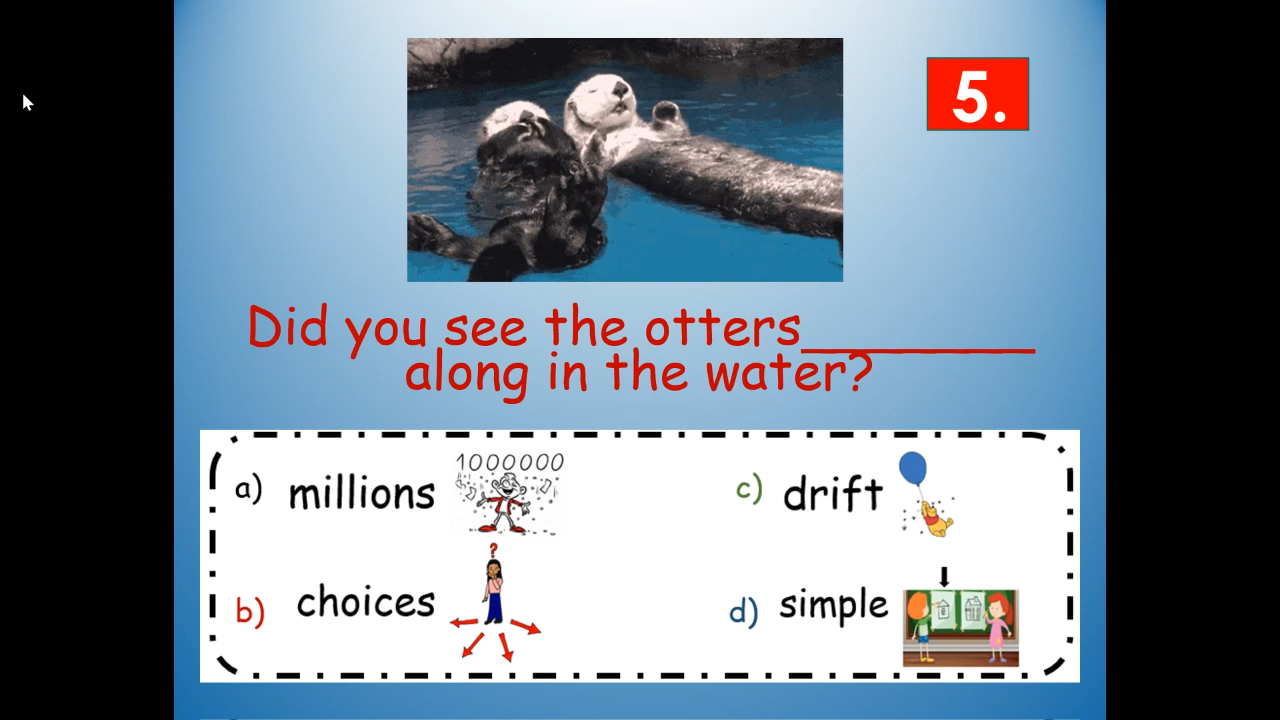 5.
Did you see the otters________
along in the water?
a) millions
1000000
c) drift
b) choices
?
d) simple